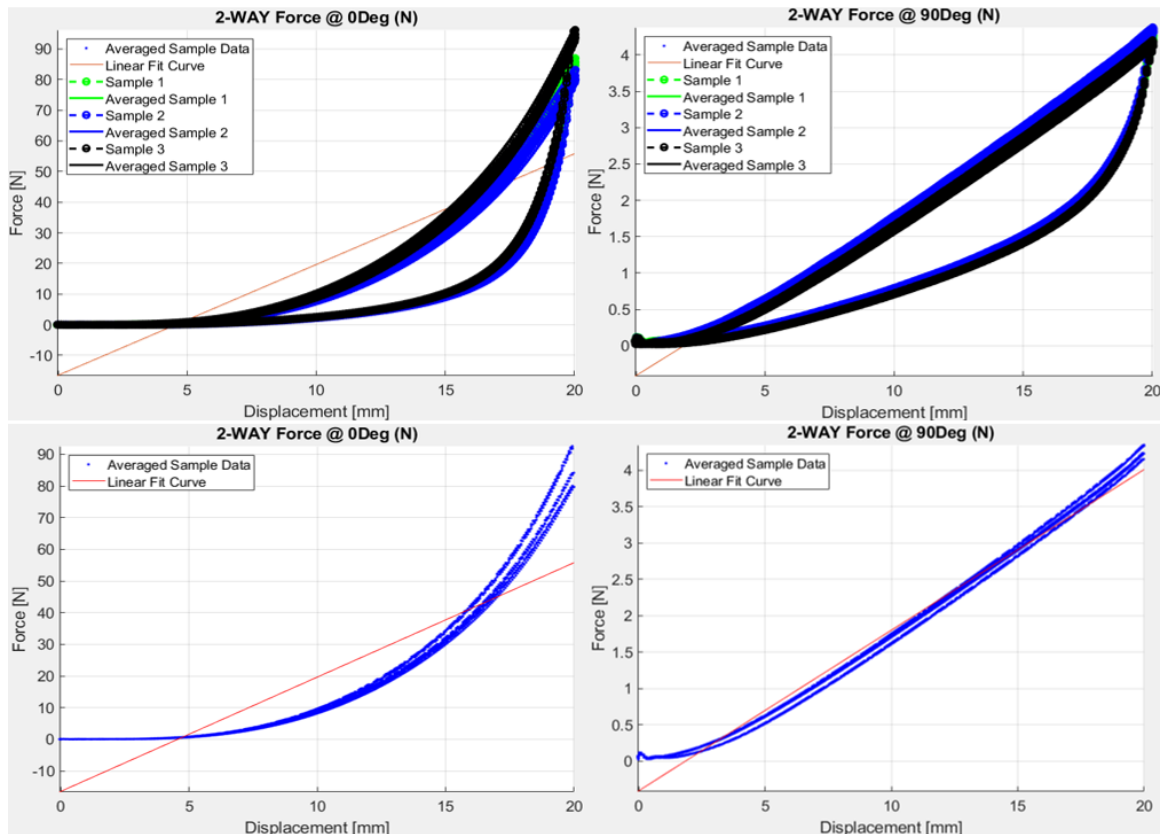 2-WAY Force @ 0Deg (N)
Averaged Sample Data
Linear Fit Curve
Sample 1
Averaged Sample 1
Sample 2
Averaged Sample 2
Sample 3
Averaged Sample 3
90
80
70
60
50
40
30
20
10
0
-10
Force [N]
0
5
10
15
20
Displacement [mm]
2-WAY Force @ 90Deg (N)
Averaged Sample Data
Linear Fit Curve
Sample 1
Averaged Sample 1
Sample 2
Averaged Sample 2
Sample 3
Averaged Sample 3
4
3.5
3
2.5
2
1.5
1
0.5
0
Force [N]
0
5
10
15
20
Displacement [mm]
2-WAY Force @ 0Deg (N)
Averaged Sample Data
Linear Fit Curve
90
80
70
60
50
40
30
20
10
0
-10
Force [N]
0
5
10
15
20
Displacement [mm]
2-WAY Force @ 90Deg (N)
Averaged Sample Data
Linear Fit Curve
4
3.5
3
2.5
2
1.5
1
0.5
0
Force [N]
0
5
10
15
20
Displacement [mm]